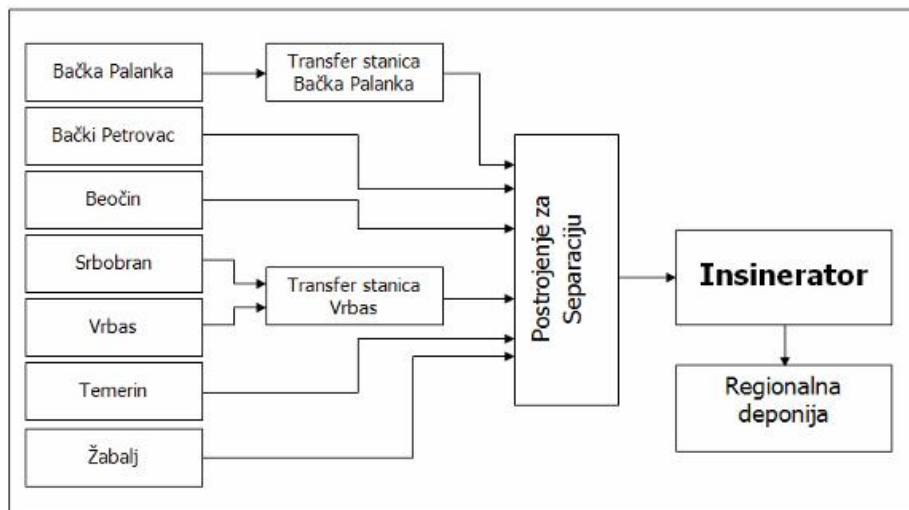 Bačka Palanka
Transfer stanica
Bačka Palanka
Bački Petrovac
Beočin
Srbobran
Vrbas
Transfer stanica
Vrbas
Temerin
Žabalj
Postrojenje za
Separaciju
Insinerator
Regionalna
deponija